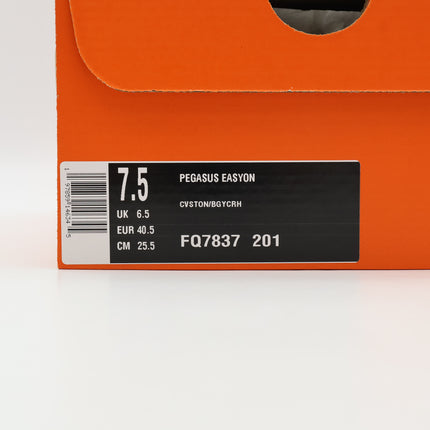 7.5
UK 6.5
EUR 40.5
CM 25.5
PEGASUS EASYON
CVSTON/BGYCRH
FQ7837 201